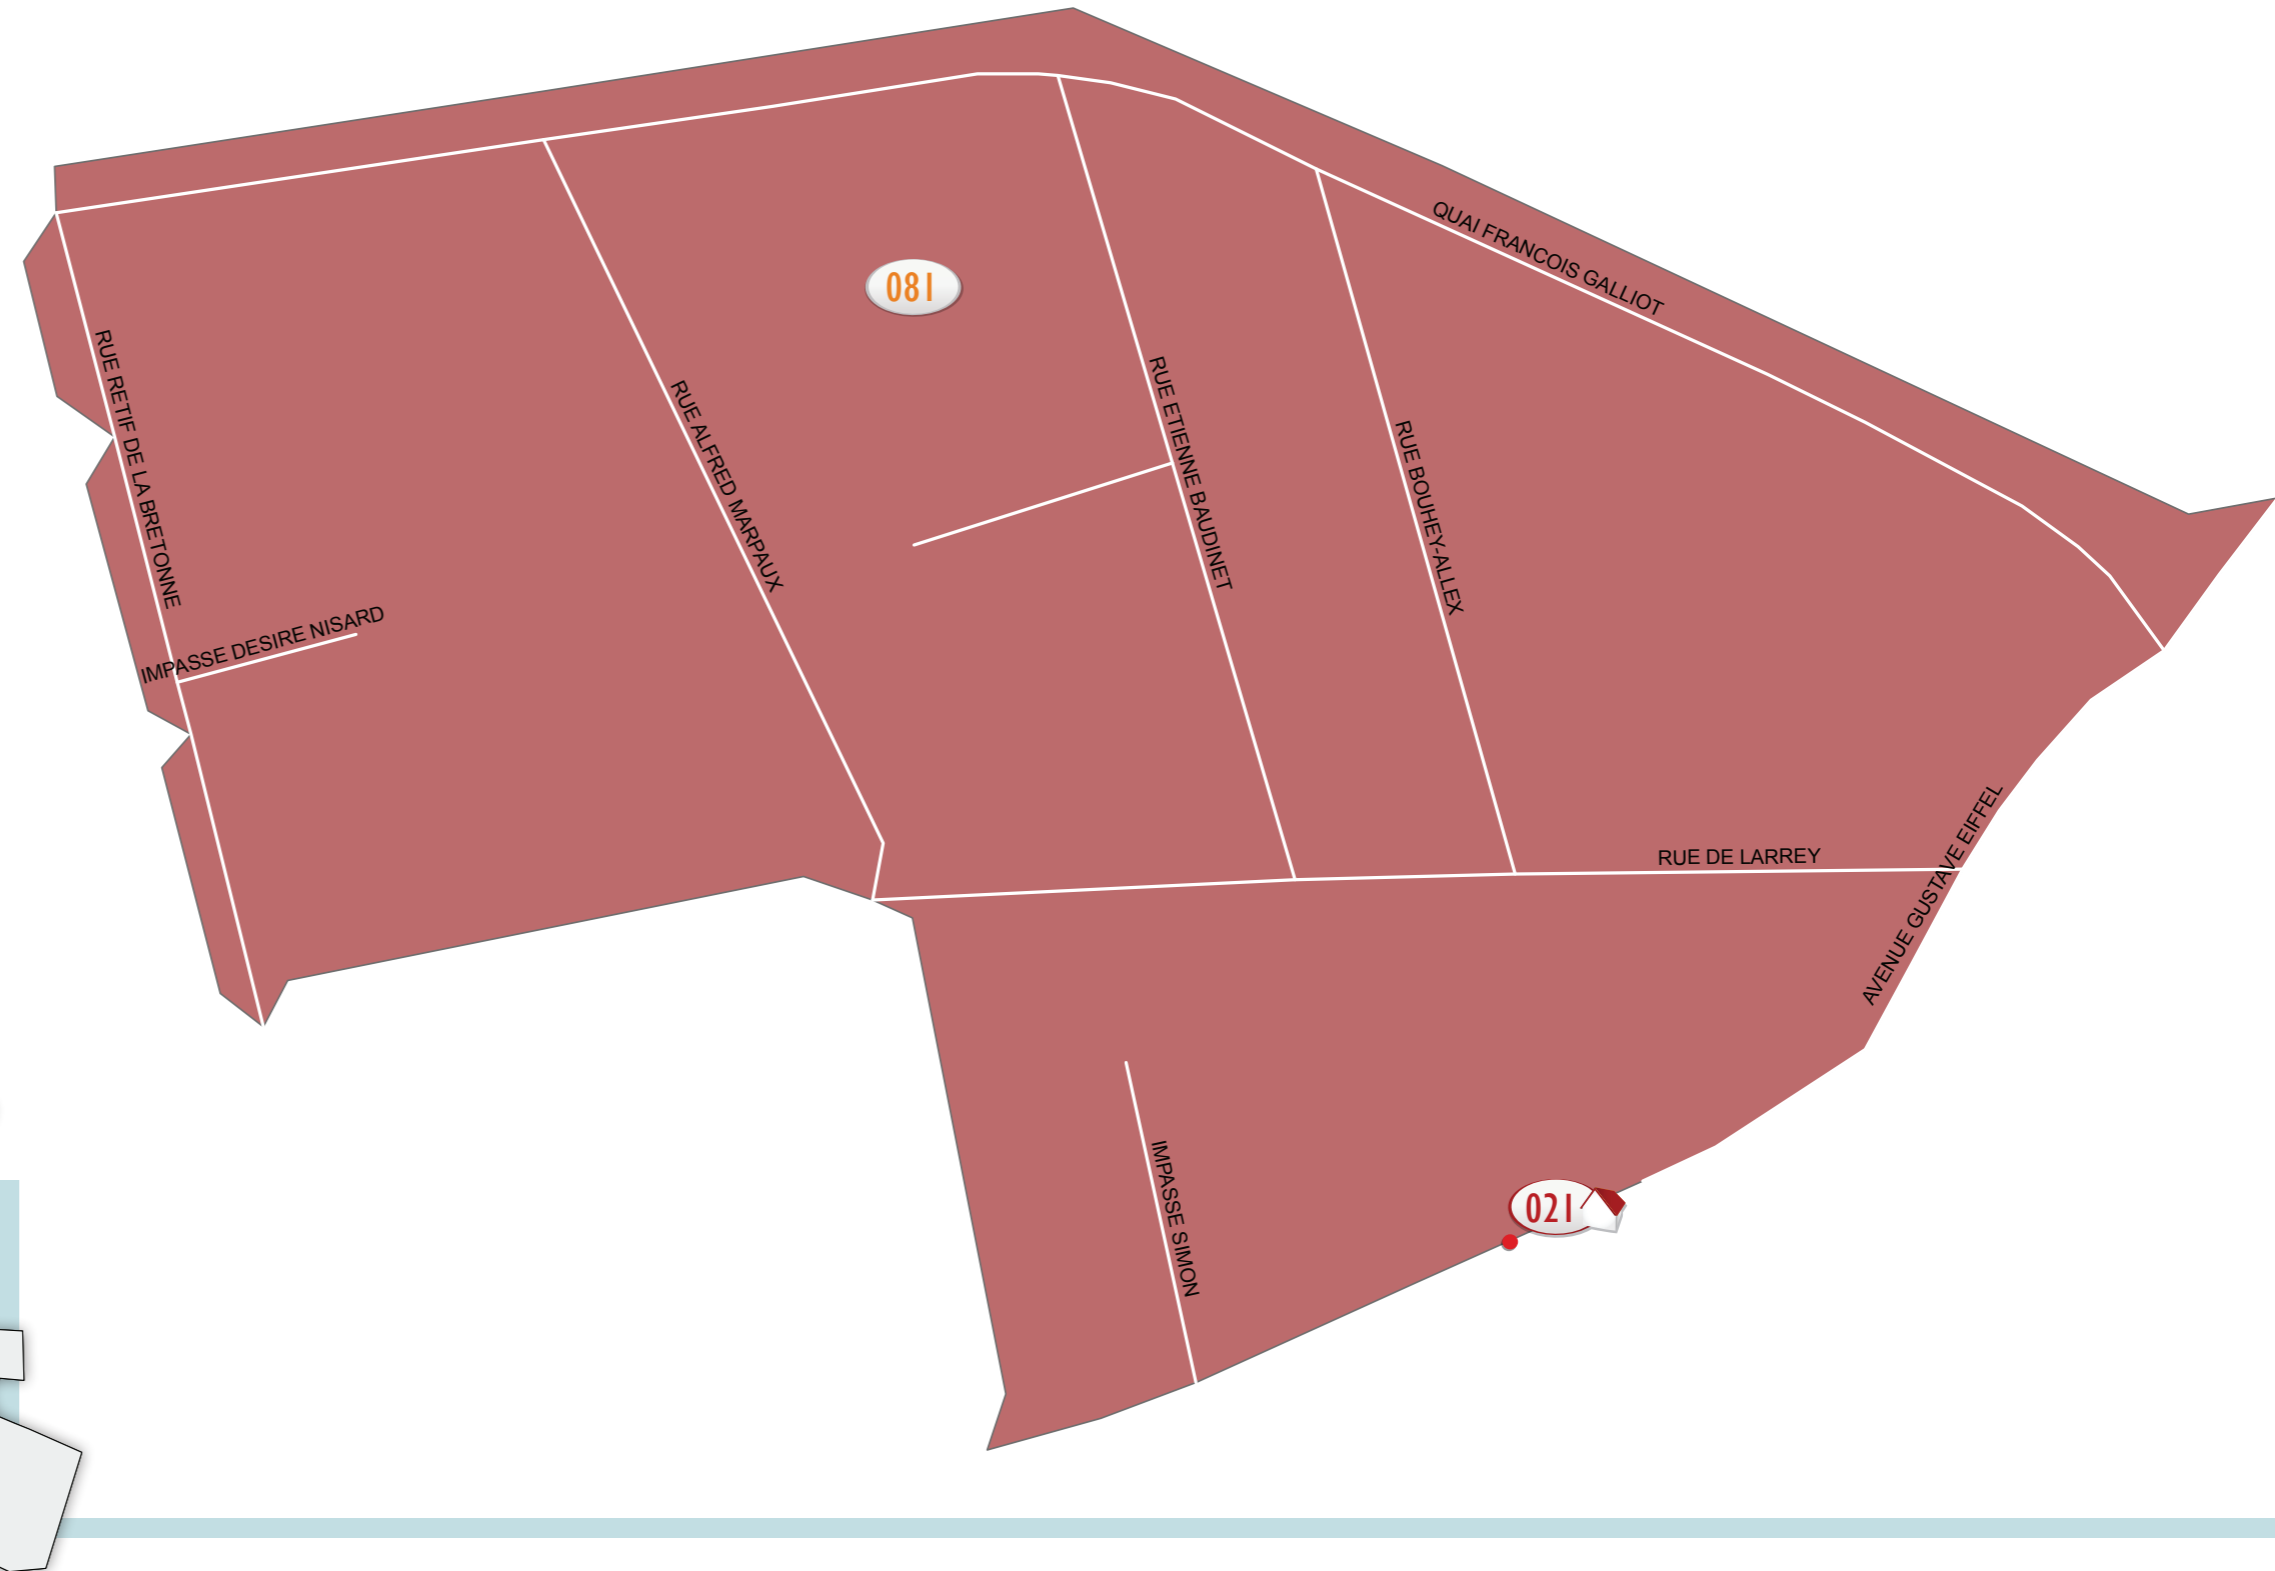 QUAI FRANCOIS GALLIOT
081
RUE RETIF DE LA BRETONNE
RUE ALFRED MARPAUX
RUE ETIENNE BAUDINET
RUE BOUHEY-ALLEX
IMPASSE DESIRE NISARD
RUE DE LARREY
AVENUE GUSTAVE EIFFEL
IMPASSE SIMON
021